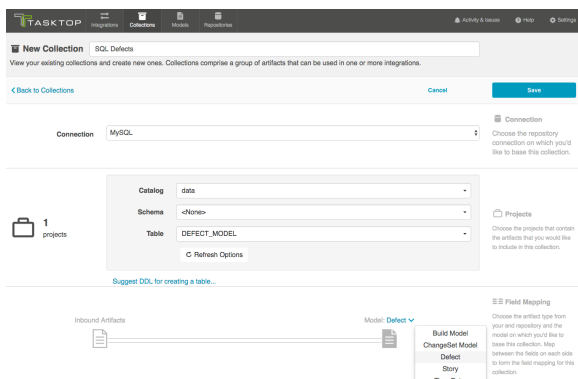 TASKTOP
Integrations
Collections
Models
Repositories
Activity & Issues
Help
Settings
New Collection
SQL Defects
View your existing collections and create new ones. Collections comprise a group of artifacts that can be used in one or more integrations.
Back to Collections
Cancel
Save
Connection
MySQL
Connection
Choose the repository
connection on which you'd
like to base this collection.
1
projects
Catalog
data
Schema
<None>
Table
DEFECT_MODEL
Refresh Options
Suggest DDL for creating a table...
Projects
Choose the projects that contain
the artifacts that you would like
to include in this collection.
Inbound Artifacts
Model: Defect
Build Model
ChangeSet Model
Defect
Story
Field Mapping
Choose the artifact type from
your end repository and the
model on which you'd like to
base this collection. Map
between the fields on each side
to form the field mapping for this
collection.